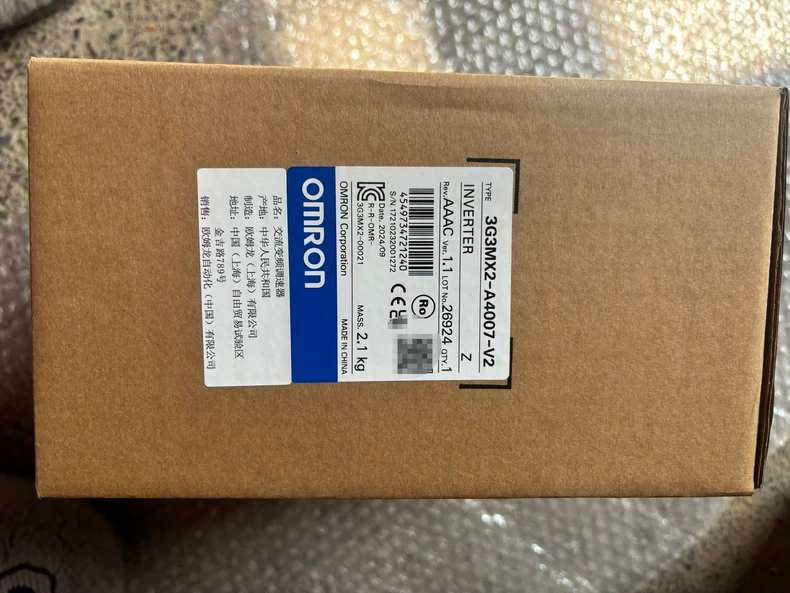 TYPE 3G3MX2-A4007-V2
INVERTER Z
Rev. AAAC Ver. 1.1 LOT No. 26924 QTY. 1
4549734721240
S/N 17210232001272
Date. 2024/09
R-R-OMR-
3G3MX2-00021
MASS. 2.1 kg
OMRON Corporation MADE IN CHINA
OMRON
品名: 交流变频调速器
产地: 中华人民共和国
制造: 欧姆龙(上海)有限公司
地址: 中国(上海)自由贸易试验区
金吉路789号
销售: 欧姆龙自动化(中国)有限公司